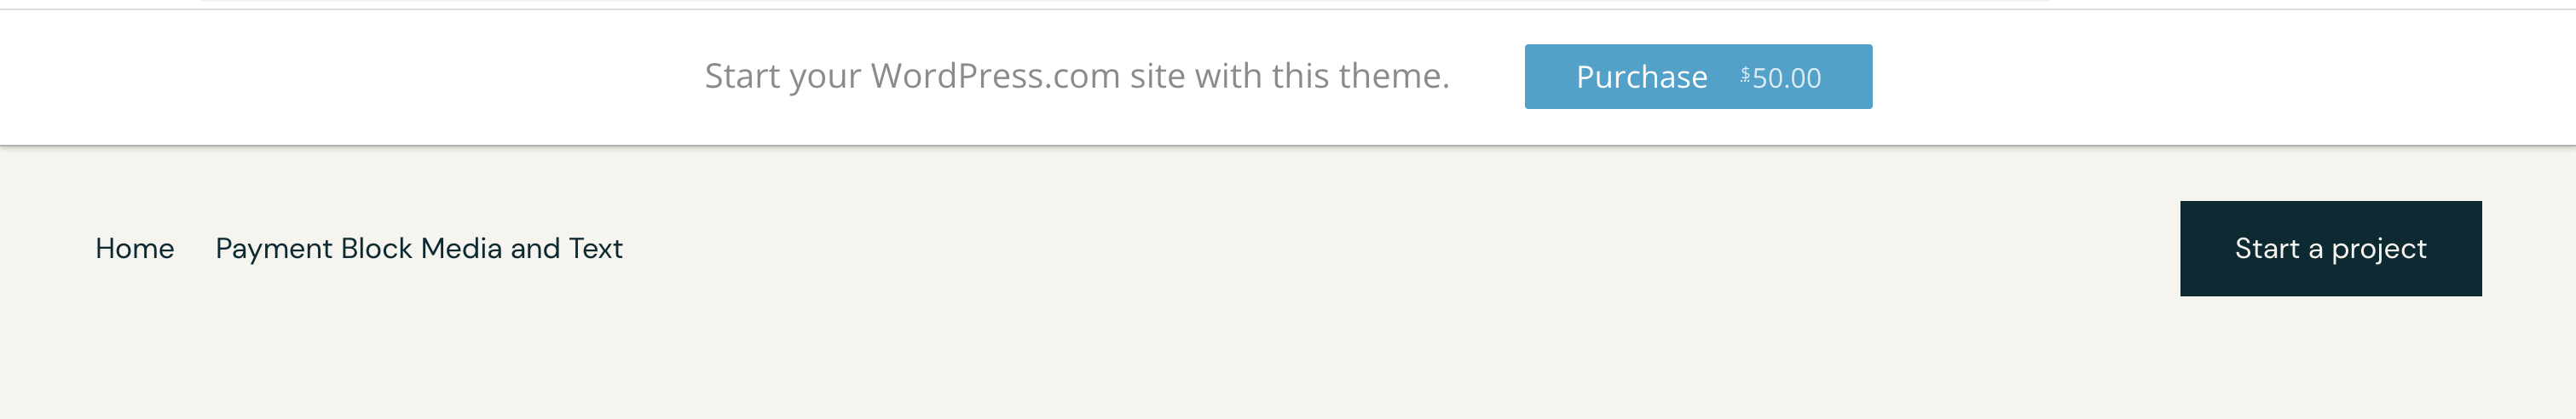 Start your WordPress.com site with this theme.
Purchase $50.00
Home Payment Block Media and Text
Start a project